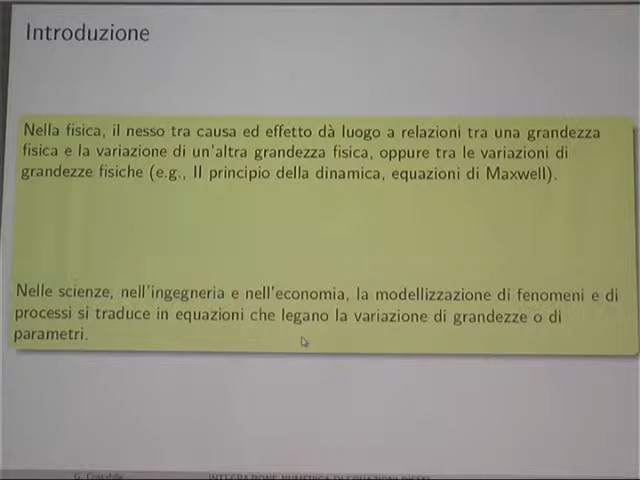 Introduzione
Nella fisica, il nesso tra causa ed effetto dà luogo a relazioni tra una grandezza
fisica e la variazione di un'altra grandezza fisica, oppure tra le variazioni di
grandezze fisiche (e.g., II principio della dinamica, equazioni di Maxwell).
Nelle scienze, nell'ingegneria e nell'economia, la modellizzazione di fenomeni e di
processi si traduce in equazioni che legano la variazione di grandezze o di
parametri.